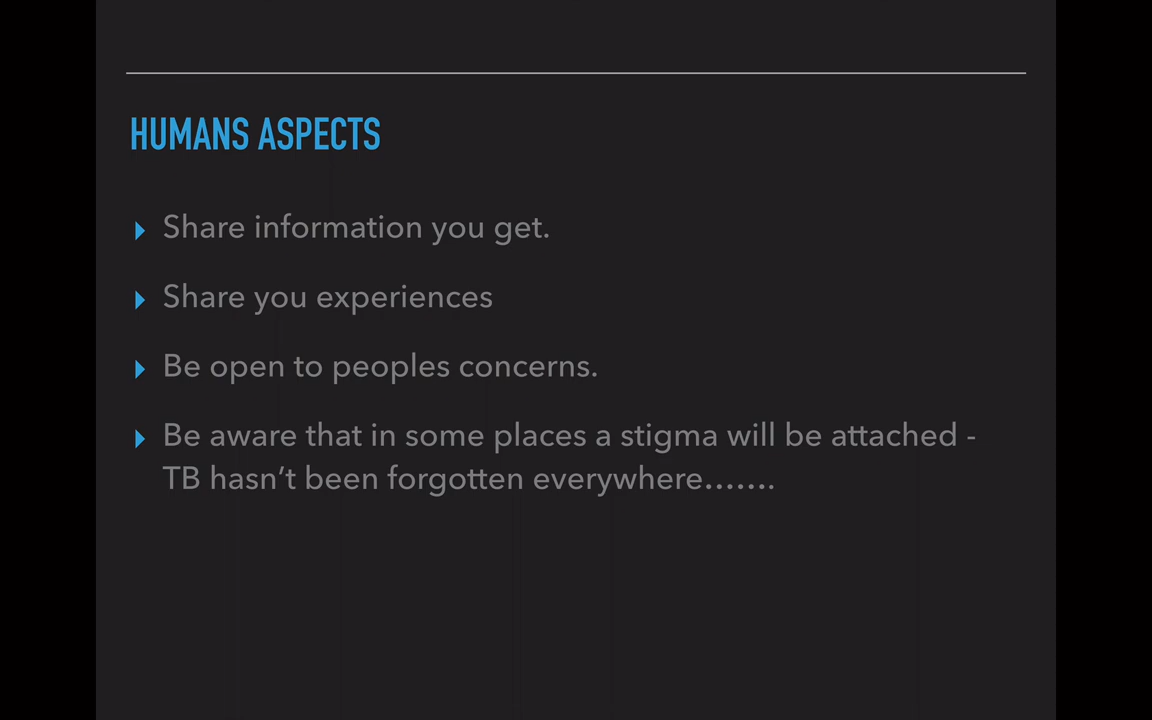 HUMANS ASPECTS
Share information you get.
Share you experiences
Be open to peoples concerns.
Be aware that in some places a stigma will be attached -
TB hasn’t been forgotten everywhere…….